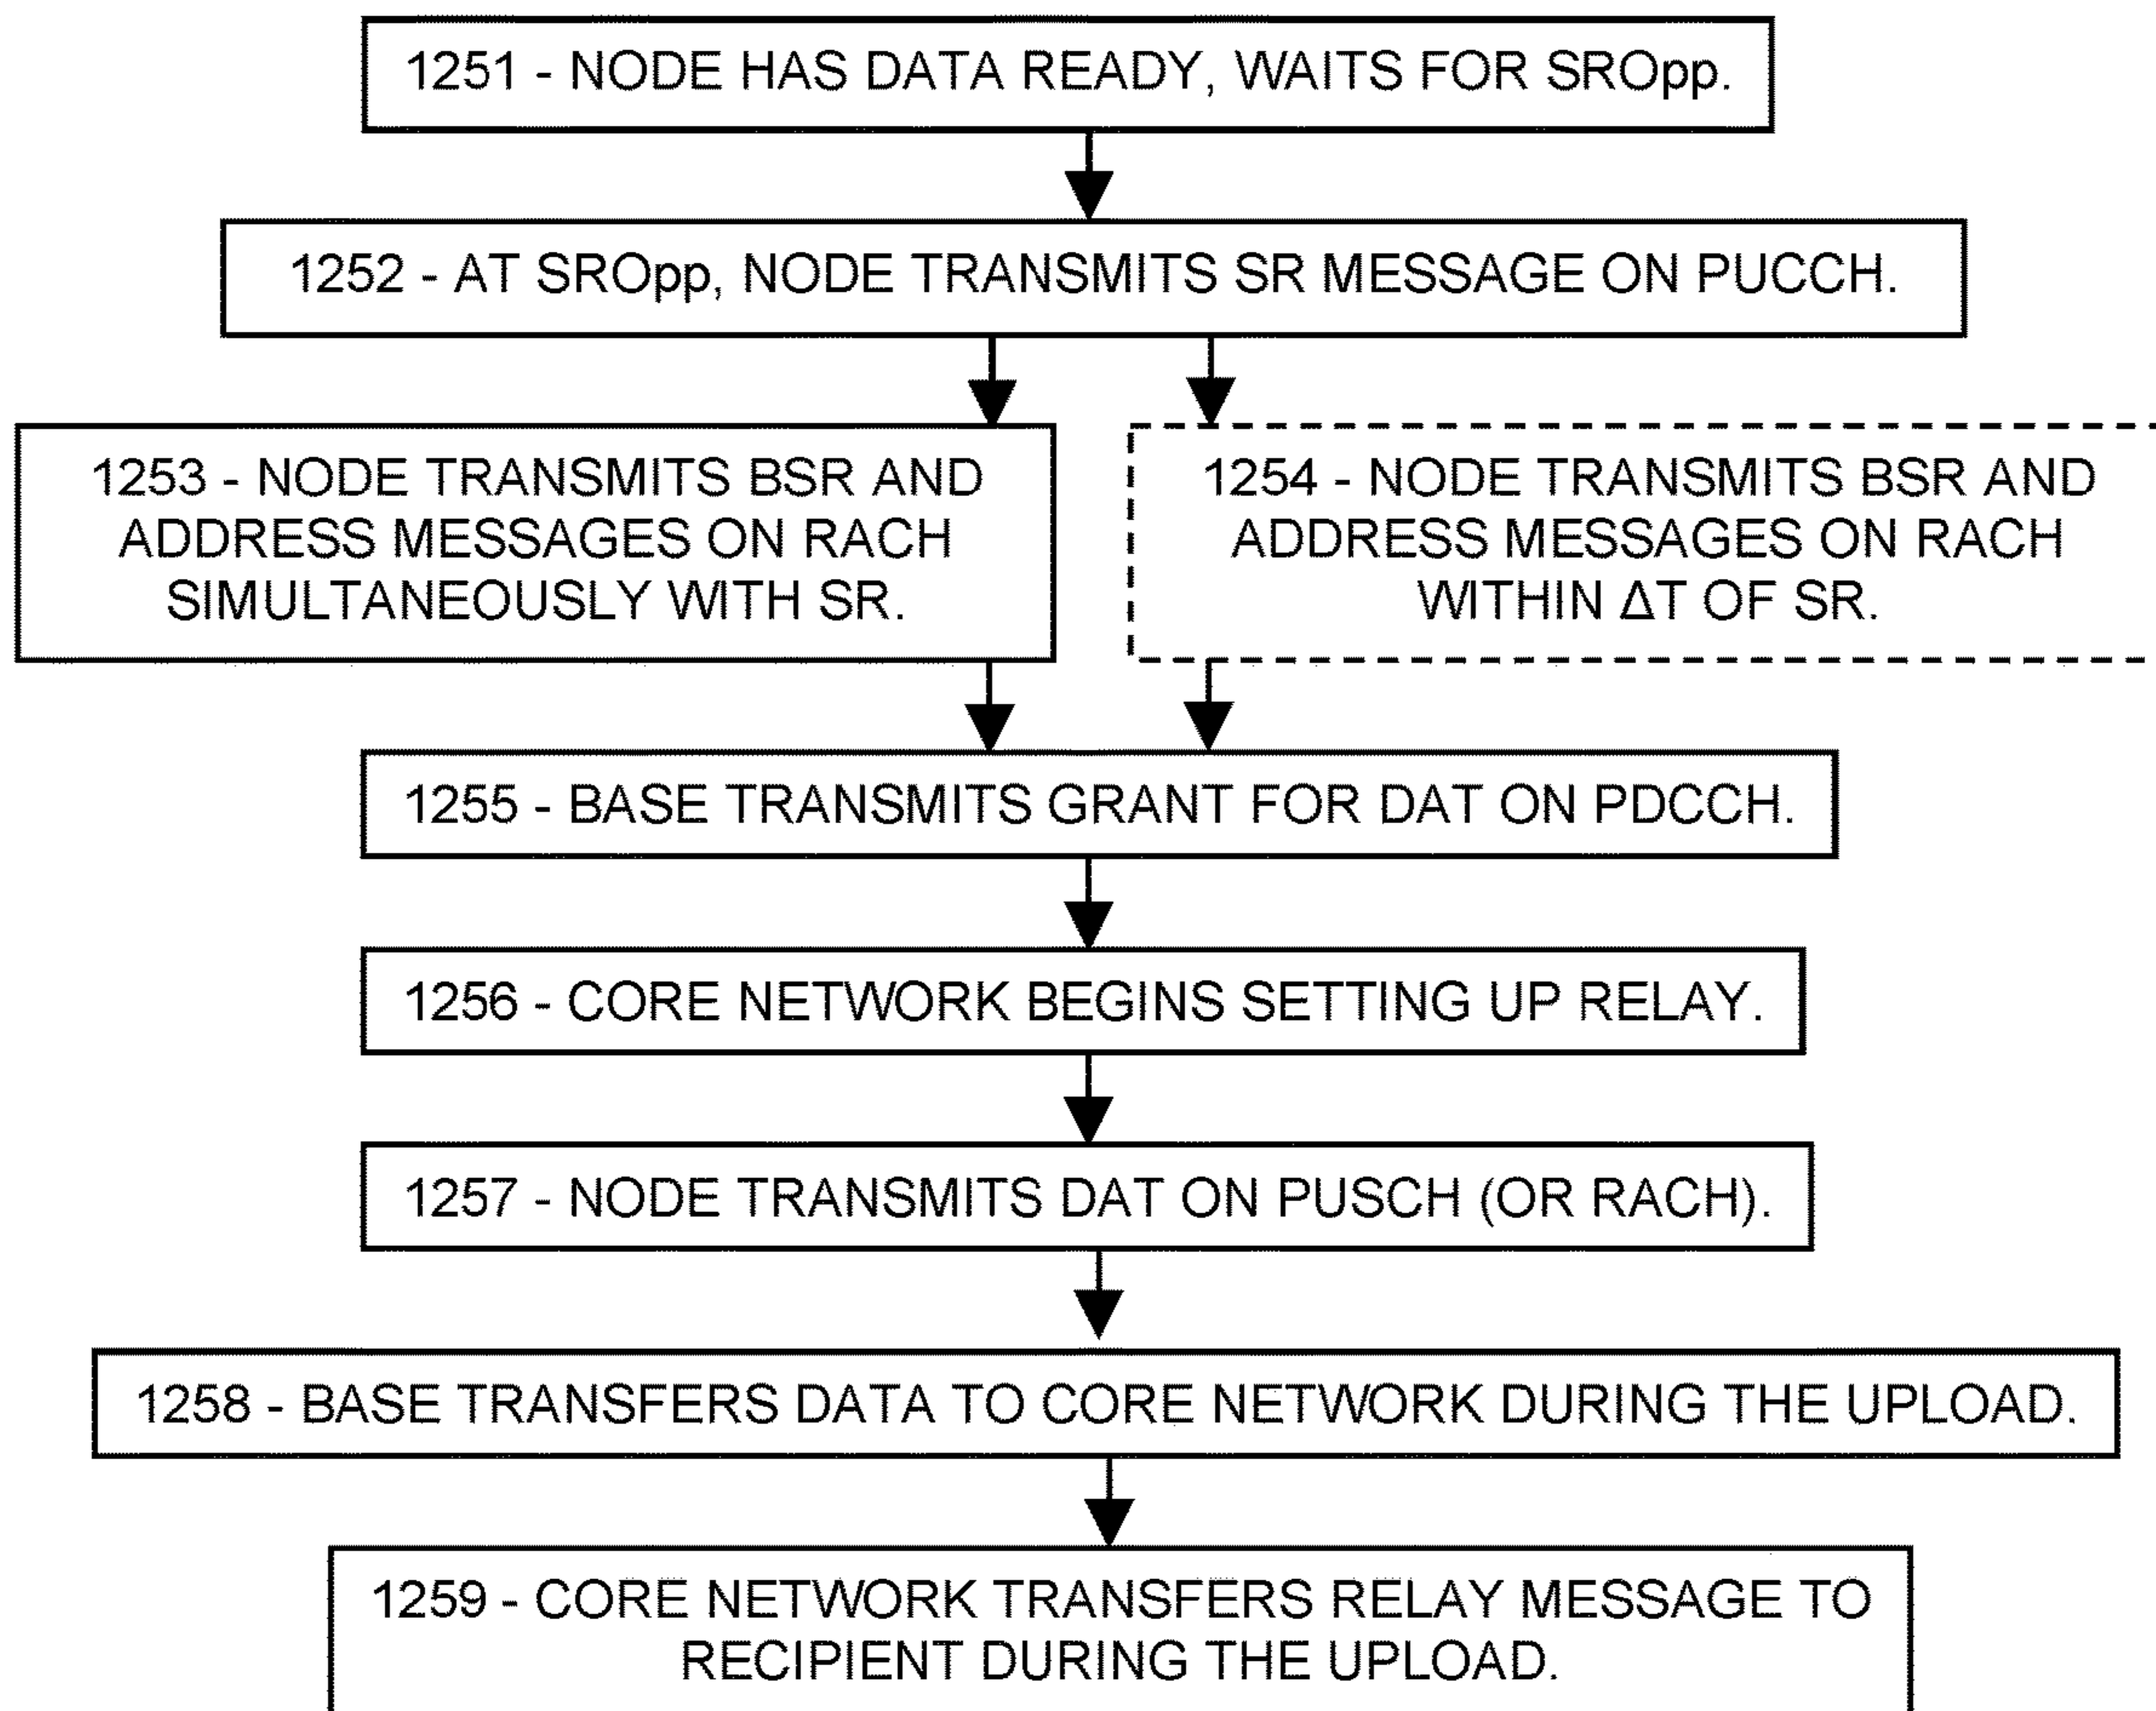 1251 - NODE HAS DATA READY, WAITS FOR SROpp.
1252 - AT SROpp, NODE TRANSMITS SR MESSAGE ON PUCCH.
1253 - NODE TRANSMITS BSR AND
ADDRESS MESSAGES ON RACH
SIMULTANEOUSLY WITH SR.
1254 - NODE TRANSMITS BSR AND
ADDRESS MESSAGES ON RACH
WITHIN ΔT OF SR.
1255 - BASE TRANSMITS GRANT FOR DAT ON PDCCH.
1256 - CORE NETWORK BEGINS SETTING UP RELAY.
1257 - NODE TRANSMITS DAT ON PUSCH (OR RACH).
1258 - BASE TRANSFERS DATA TO CORE NETWORK DURING THE UPLOAD.
1259 - CORE NETWORK TRANSFERS RELAY MESSAGE TO
RECIPIENT DURING THE UPLOAD.